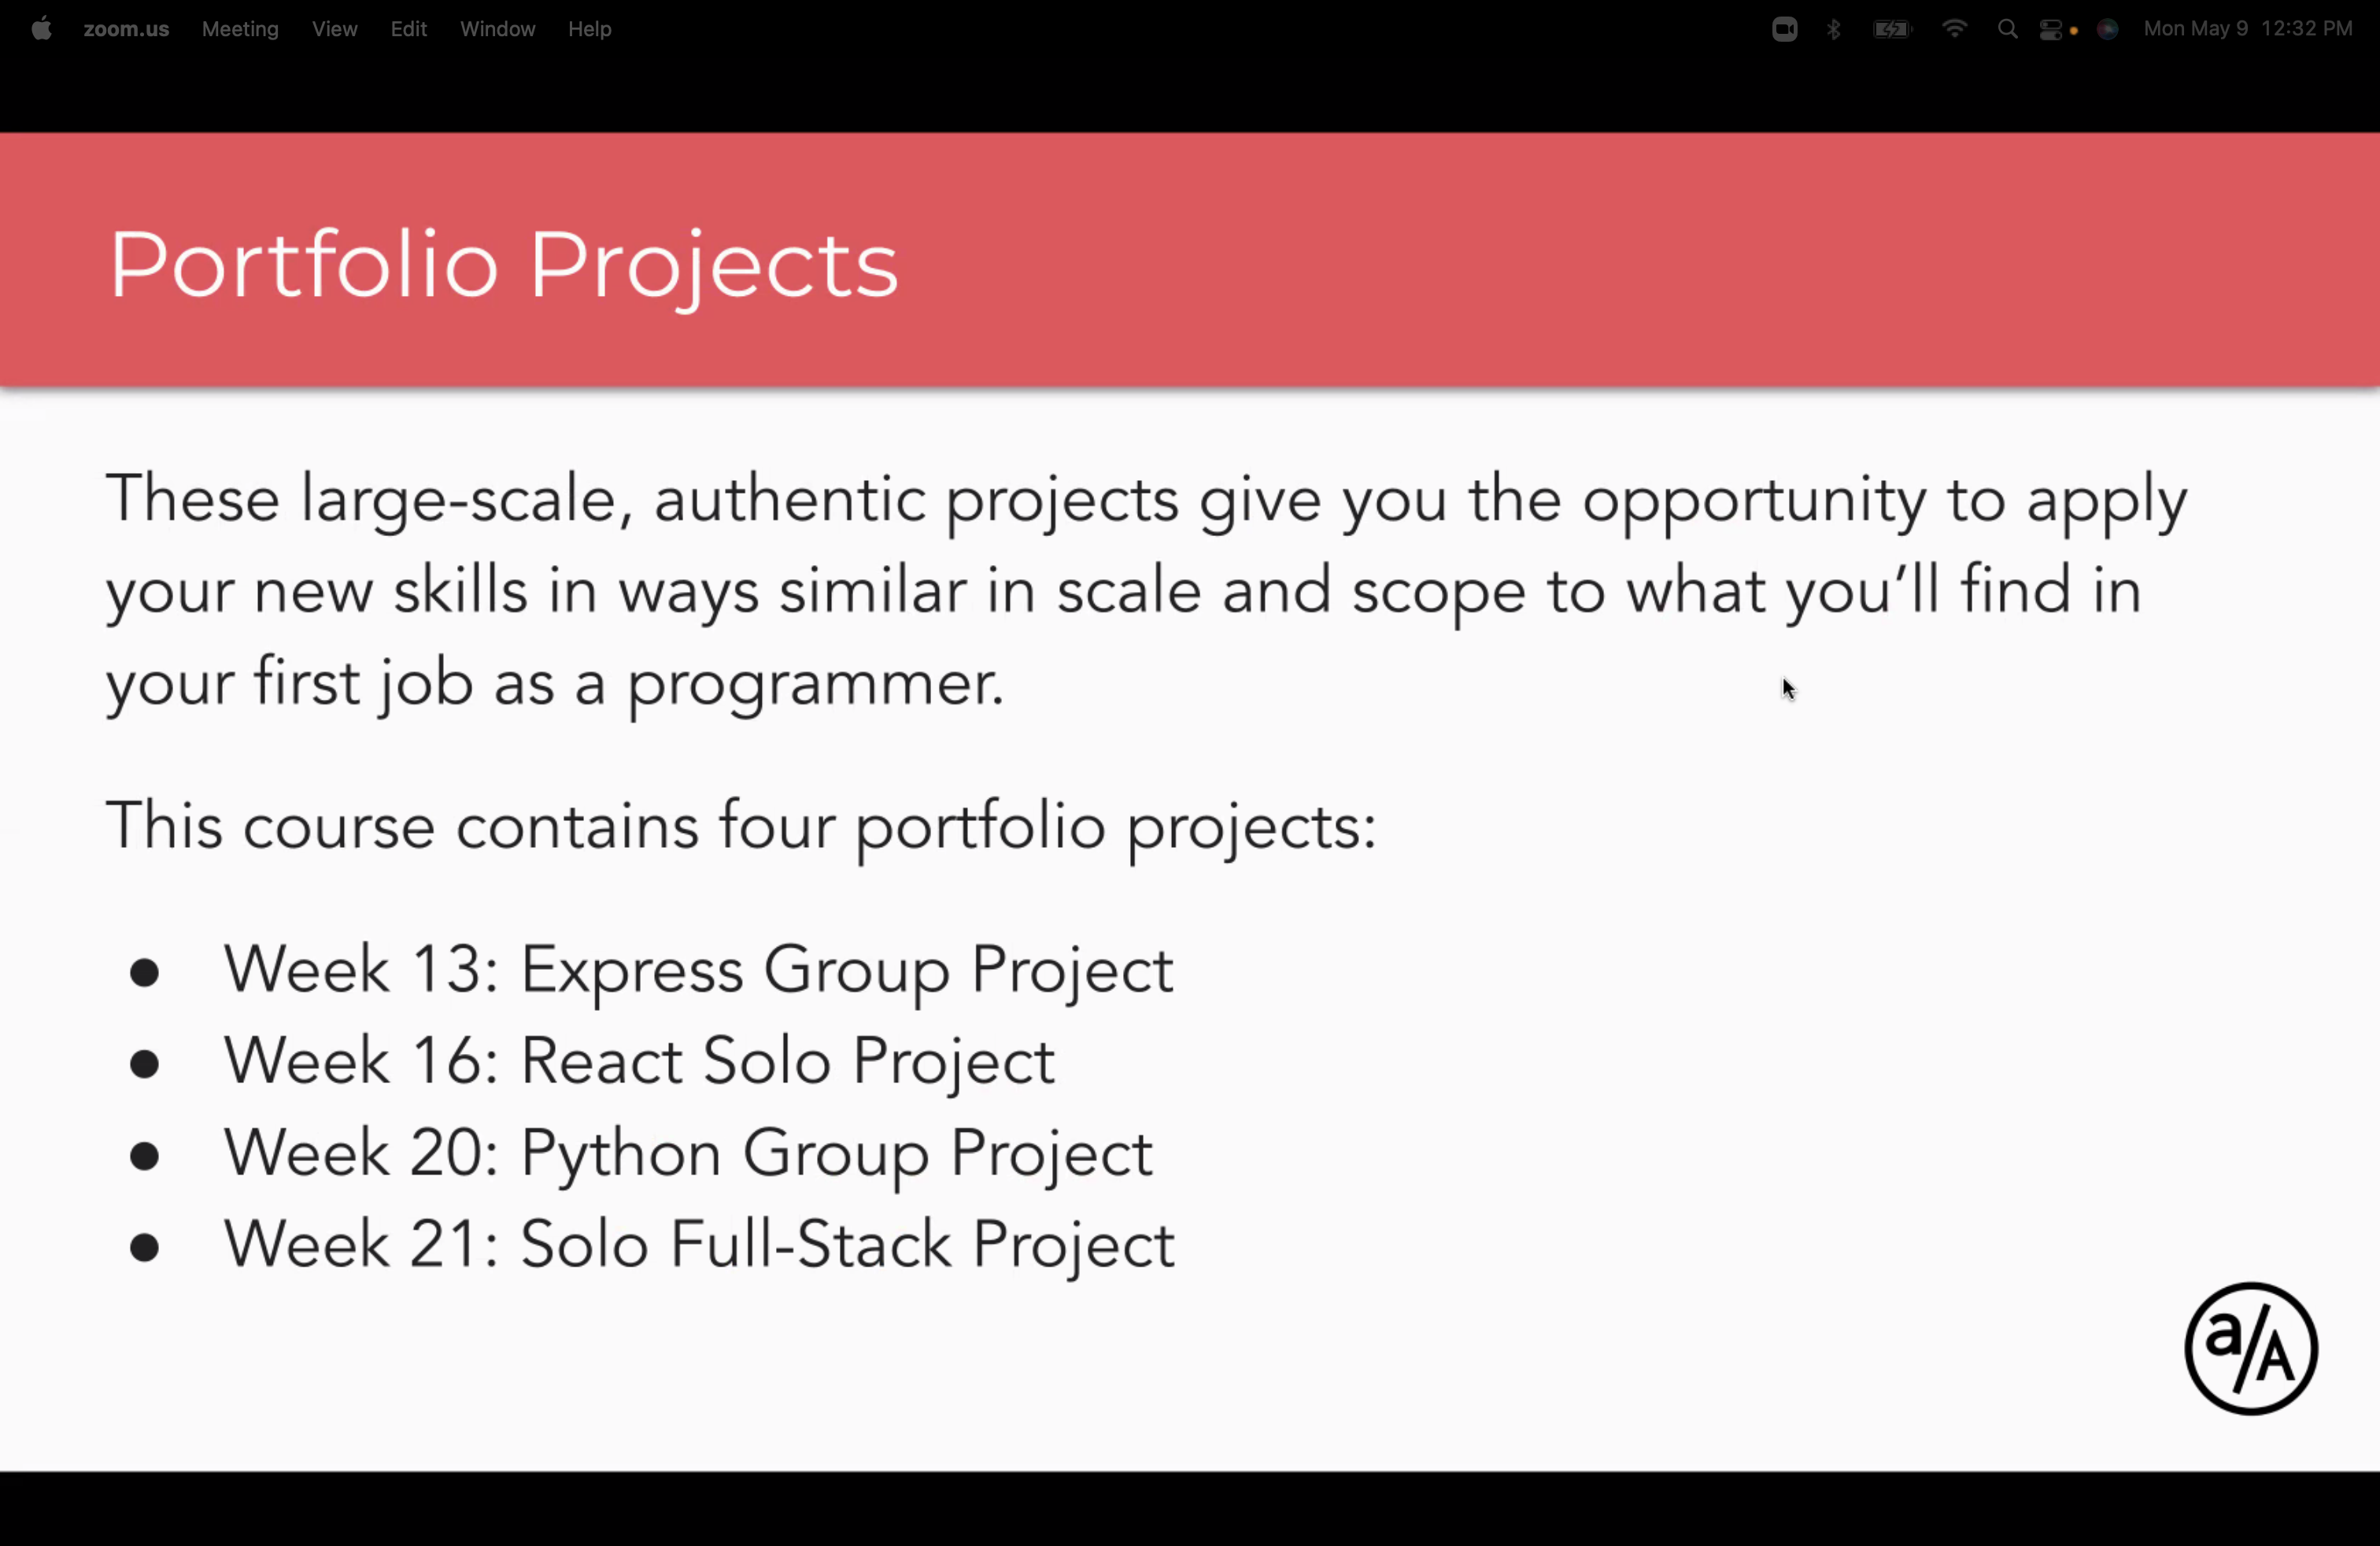 zoom.us Meeting View Edit Window Help Mon May 9 12:32 PM
Portfolio Projects
These large-scale, authentic projects give you the opportunity to apply
your new skills in ways similar in scale and scope to what you’ll find in
your first job as a programmer.
This course contains four portfolio projects:
● Week 13: Express Group Project
● Week 16: React Solo Project
● Week 20: Python Group Project
● Week 21: Solo Full-Stack Project
a/A